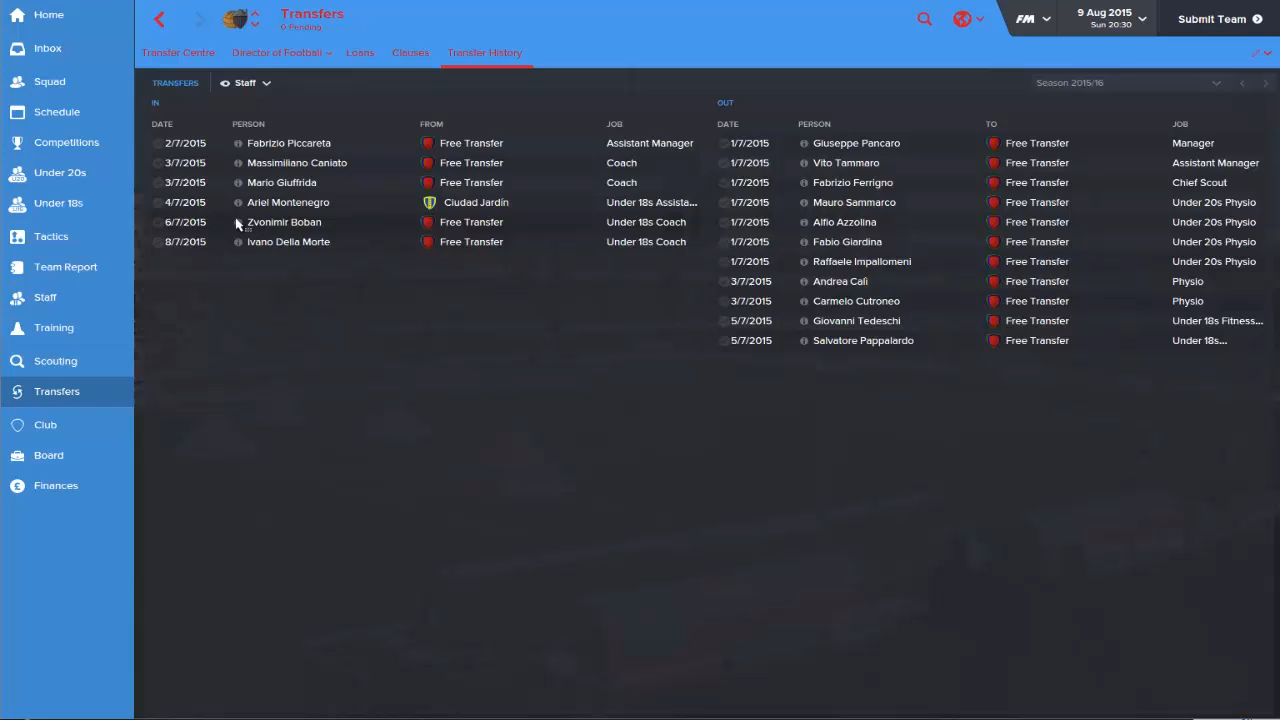 Home
Inbox
Squad
Schedule
Competitions
Under 20s
Under 18s
Tactics
Team Report
Staff
Training
Scouting
Transfers
Club
Board
Finances
Transfers
0 Pending
FM
9 Aug 2015
Sun 20:30
Submit Team
Transfer Centre Director of Football Loans Clauses Transfer History
TRANSFERS Staff Season 2015/16
IN
DATE PERSON FROM JOB
2/7/2015 Fabrizio Piccareta Free Transfer Assistant Manager
3/7/2015 Massimiliano Caniato Free Transfer Coach
3/7/2015 Mario Giuffrida Free Transfer Coach
4/7/2015 Ariel Montenegro Ciudad Jardín Under 18s Assista...
6/7/2015 Zvonimir Boban Free Transfer Under 18s Coach
8/7/2015 Ivano Della Morte Free Transfer Under 18s Coach
OUT
DATE PERSON TO JOB
1/7/2015 Giuseppe Pancaro Free Transfer Manager
1/7/2015 Vito Tammaro Free Transfer Assistant Manager
1/7/2015 Fabrizio Ferrigno Free Transfer Chief Scout
1/7/2015 Mauro Sammarco Free Transfer Under 20s Physio
1/7/2015 Alfio Azzolina Free Transfer Under 20s Physio
1/7/2015 Fabio Giardina Free Transfer Under 20s Physio
1/7/2015 Raffaele Impallomeni Free Transfer Under 20s Physio
3/7/2015 Andrea Calì Free Transfer Physio
3/7/2015 Carmelo Cutroneo Free Transfer Physio
5/7/2015 Giovanni Tedeschi Free Transfer Under 18s Fitness...
5/7/2015 Salvatore Pappalardo Free Transfer Under 18s...